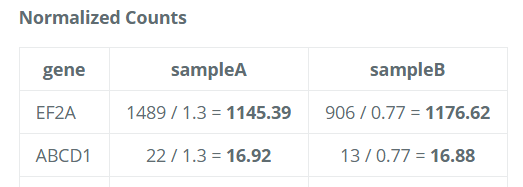 Normalized Counts
gene sampleA sampleB
EF2A 1489 / 1.3 = 1145.39 906 / 0.77 = 1176.62
ABCD1 22 / 1.3 = 16.92 13 / 0.77 = 16.88